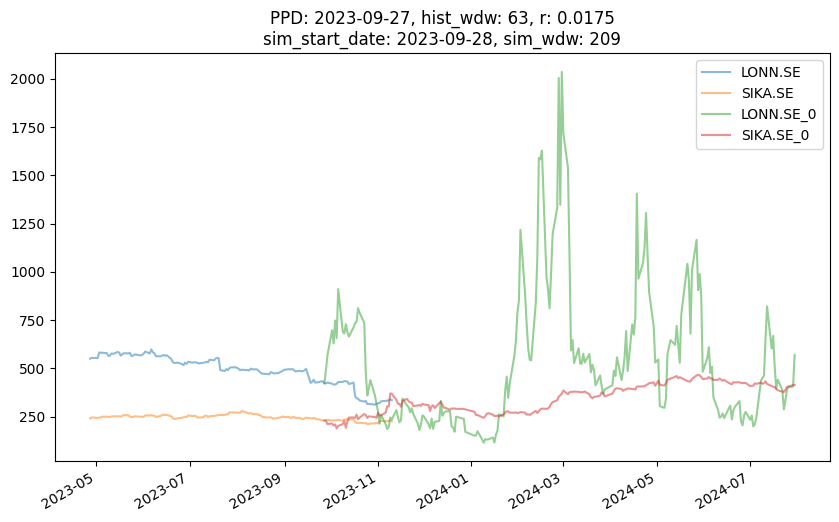 PPD: 2023-09-27, hist_wdw: 63, r: 0.0175
sim_start_date: 2023-09-28, sim_wdw: 209
LONN.SE
SIKA.SE
LONN.SE_0
SIKA.SE_0
2000
1750
1500
1250
1000
750
500
250
2023-05
2023-07
2023-09
2023-11
2024-01
2024-03
2024-05
2024-07